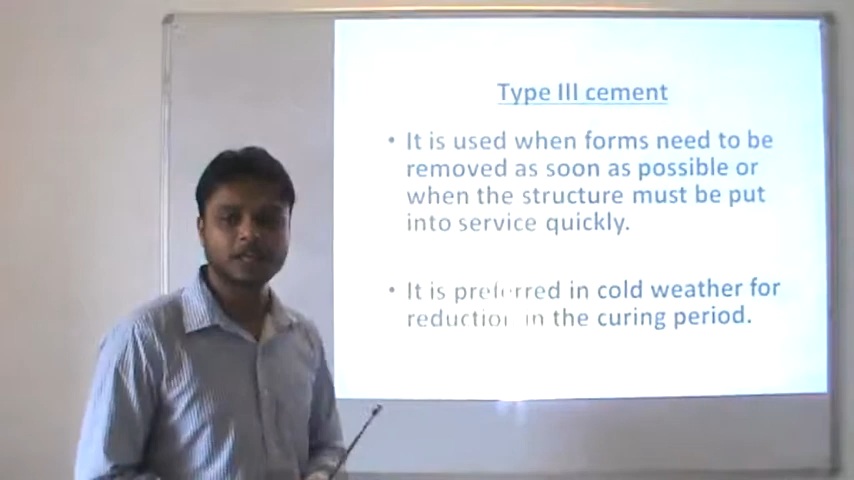 Type III cement
• It is used when forms need to be
removed as soon as possible or
when the structure must be put
into service quickly.
• It is preferred in cold weather for
reduction in the curing period.